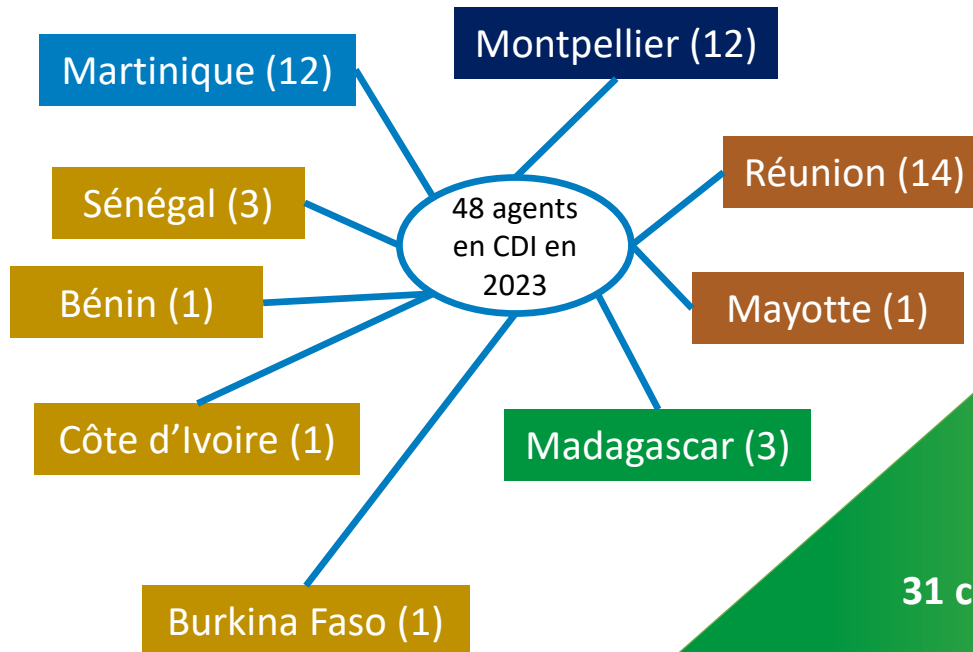 Montpellier (12)
Martinique (12)
Réunion (14)
Sénégal (3)
48 agents
en CDI en
2023
Bénin (1)
Mayotte (1)
Côte d’Ivoire (1)
Madagascar (3)
31 c
Burkina Faso (1)